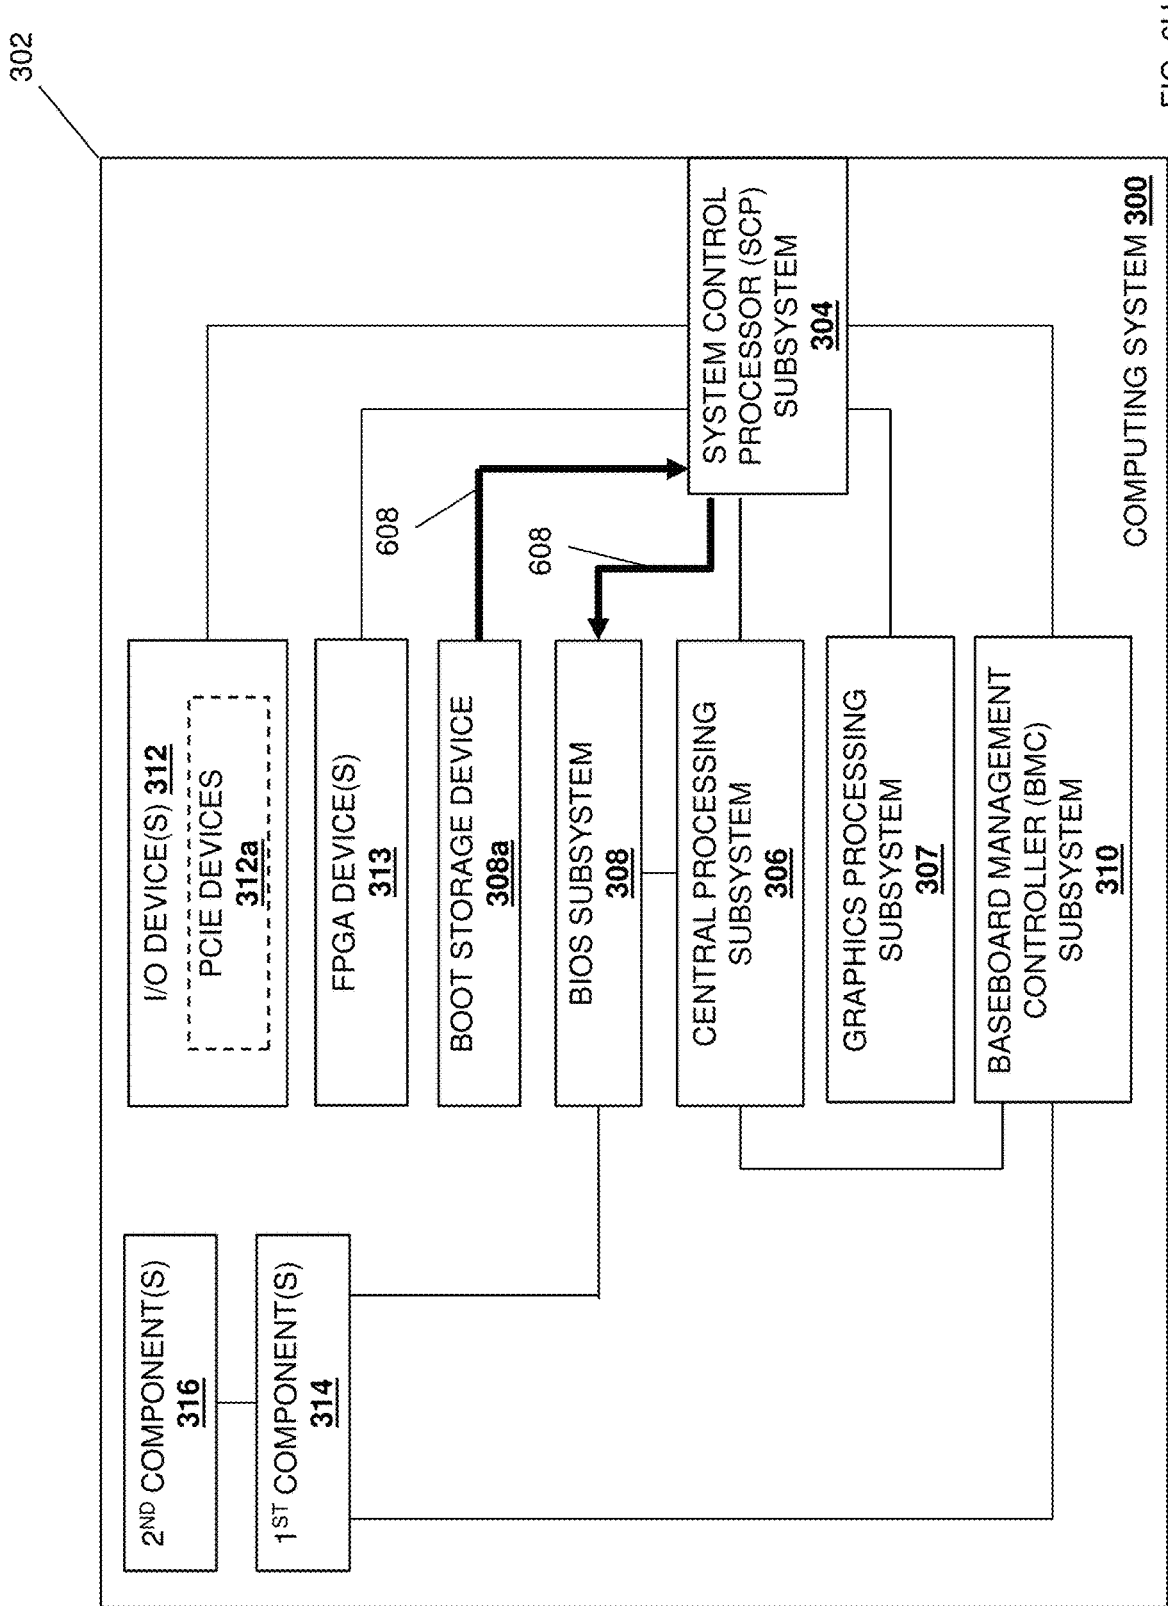 302
2ND COMPONENT(S)
316
1ST COMPONENT(S)
314
I/O DEVICE(S) 312
PCIE DEVICES
312a
FPGA DEVICE(S)
313
BOOT STORAGE DEVICE
308a
BIOS SUBSYSTEM
308
CENTRAL PROCESSING
SUBSYSTEM
306
GRAPHICS PROCESSING
SUBSYSTEM
307
BASEBOARD MANAGEMENT
CONTROLLER (BMC)
SUBSYSTEM
310
608
608
SYSTEM CONTROL
PROCESSOR (SCP)
SUBSYSTEM
304
COMPUTING SYSTEM 300
FIG.